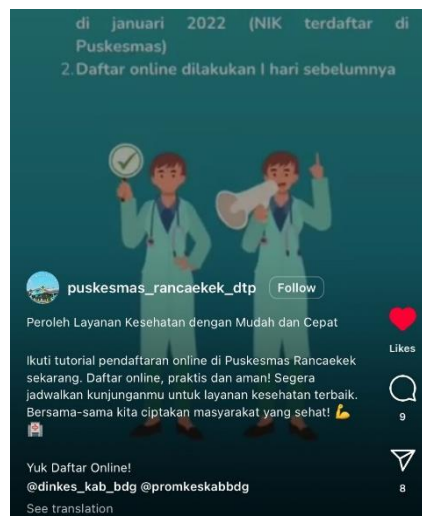 di januari 2022 (NIK terdaftar di
Puskesmas)
2. Daftar online dilakukan I hari sebelumnya
puskesmas_rancaekek_dtp Follow
Peroleh Layanan Kesehatan dengan Mudah dan Cepat
Likes
Ikuti tutorial pendaftaran online di Puskesmas Rancaekek
sekarang. Daftar online, praktis dan aman! Segera
jadwalkan kunjunganmu untuk layanan kesehatan terbaik.
Bersama-sama kita ciptakan masyarakat yang sehat! 💪
🏥
9
Yuk Daftar Online!
@dinkes_kab_bdg @promkeskabbdg
8
See translation